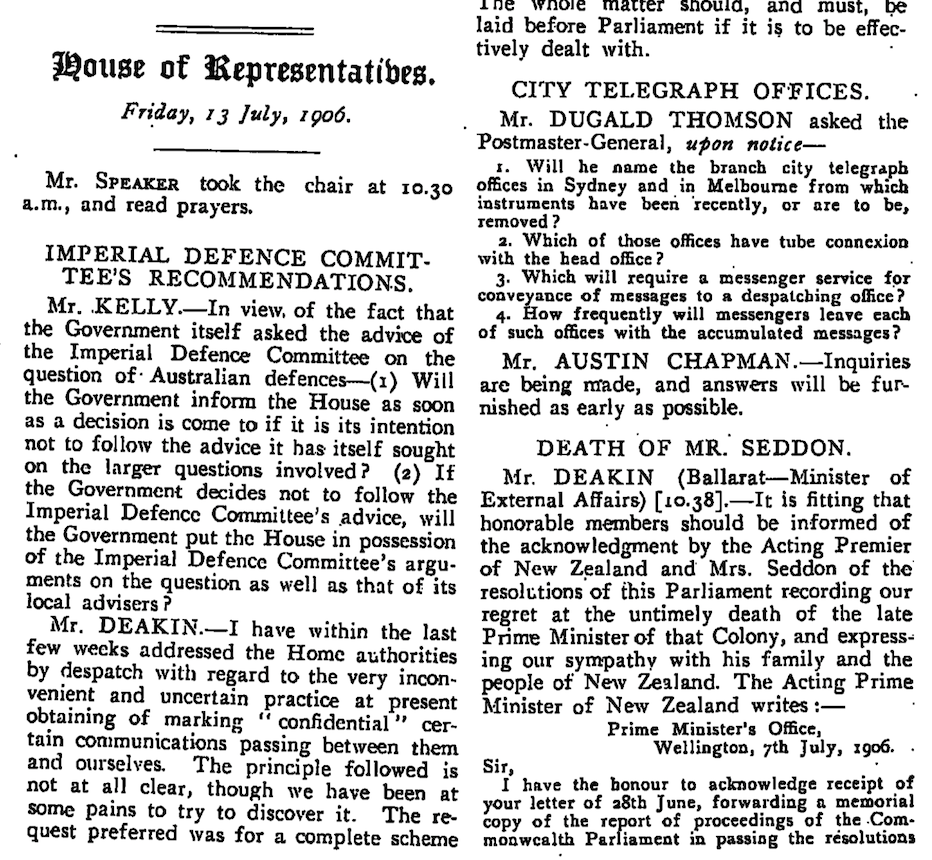 House of Representatives.
Friday, 13 July, 1906.
Mr. SPEAKER took the chair at 10.30
a.m., and read prayers.
IMPERIAL DEFENCE COMMIT-
TEE'S RECOMMENDATIONS.
Mr. KELLY.—In view of the fact that
the Government itself asked the advice of
the Imperial Defence Committee on the
question of Australian defences—(1) Will
the Government inform the House as soon
as a decision is come to if it is its intention
not to follow the advice it has itself sought
on the larger questions involved? (2) If
the Government decides not to follow the
Imperial Defence Committee's advice, will
the Government put the House in possession
of the Imperial Defence Committee's argu-
ments on the question as well as that of its
local advisers?
Mr. DEAKIN.—I have within the last
few weeks addressed the Home authorities
by despatch with regard to the very incon-
venient and uncertain practice at present
obtaining of marking "confidential" cer-
tain communications passing between them
and ourselves. The principle followed is
not at all clear, though we have been at
some pains to try to discover it. The re-
quest preferred was for a complete scheme
The whole matter should, and must, be
laid before Parliament if it is to be effec-
tively dealt with.
CITY TELEGRAPH OFFICES.
Mr. DUGALD THOMSON asked the
Postmaster-General, upon notice—
1. Will he name the branch city telegraph
offices in Sydney and in Melbourne from which
instruments have been recently, or are to be,
removed?
2. Which of those offices have tube connexion
with the head office?
3. Which will require a messenger service for
conveyance of messages to a despatching office?
4. How frequently will messengers leave each
of such offices with the accumulated messages?
Mr. AUSTIN CHAPMAN.—Inquiries
are being made, and answers will be fur-
nished as early as possible.
DEATH OF MR. SEDDON.
Mr. DEAKIN (Ballarat—Minister of
External Affairs) [10.38].—It is fitting that
honorable members should be informed of
the acknowledgment by the Acting Premier
of New Zealand and Mrs. Seddon of the
resolutions of this Parliament recording our
regret at the untimely death of the late
Prime Minister of that Colony, and express-
ing our sympathy with his family and the
people of New Zealand. The Acting Prime
Minister of New Zealand writes:—
Prime Minister's Office,
Wellington, 7th July, 1906.
Sir,
I have the honour to acknowledge receipt of
your letter of 28th June, forwarding a memorial
copy of the report of proceedings of the Com-
monwealth Parliament in passing the resolutions